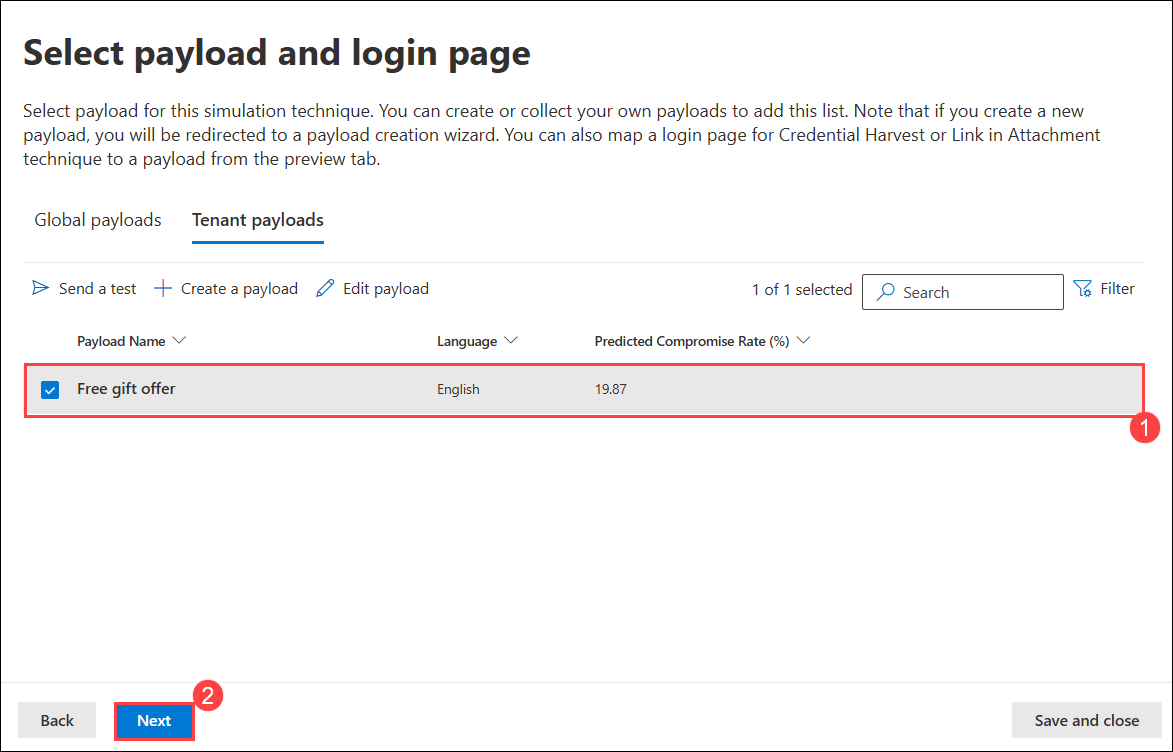 Select payload and login page
Select payload for this simulation technique. You can create or collect your own payloads to add this list. Note that if you create a new
payload, you will be redirected to a payload creation wizard. You can also map a login page for Credential Harvest or Link in Attachment
technique to a payload from the preview tab.
Global payloads Tenant payloads
Send a test Create a payload Edit payload 1 of 1 selected Search Filter
Payload Name Language Predicted Compromise Rate (%)
Free gift offer English 19.87
1
2
Back Next Save and close